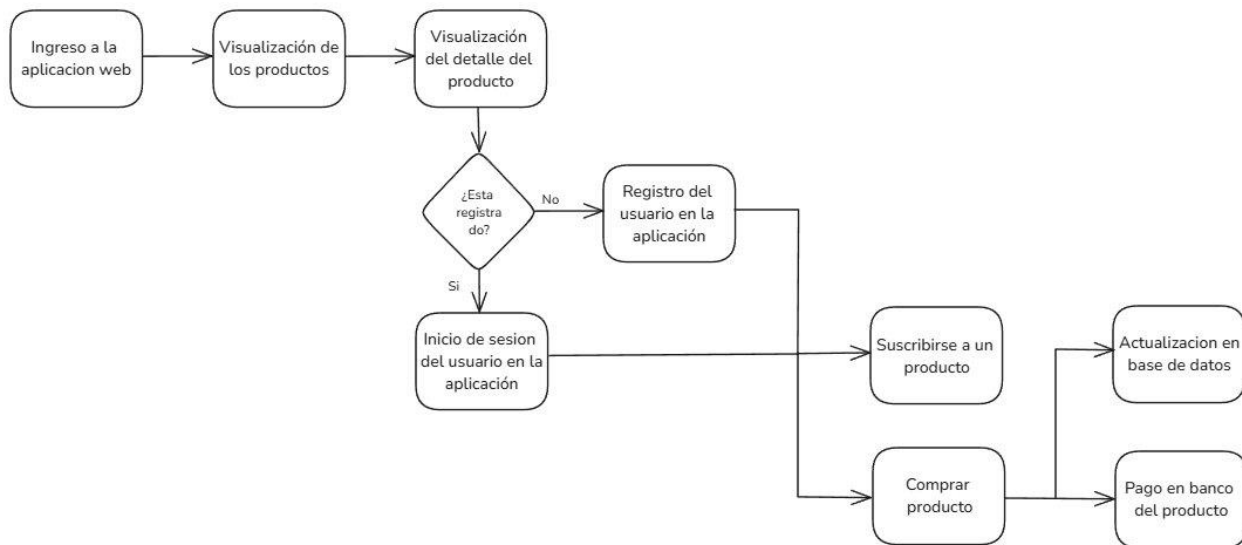 Ingreso a la
aplicacion web
Visualización de
los productos
Visualización
del detalle del
producto
¿Esta
registra
do?
No
Registro del
usuario en la
aplicación
Si
Inicio de sesion
del usuario en la
aplicación
Suscribirse a un
producto
Actualizacion en
base de datos
Comprar
producto
Pago en banco
del producto